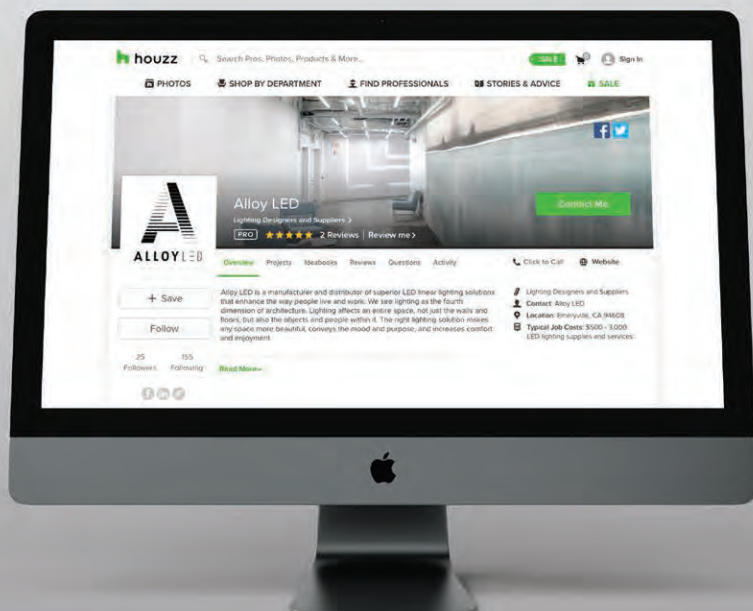 houzz
Search Pros, Photos, Products & More...
SALE
0
Sign In
PHOTOS
SHOP BY DEPARTMENT
FIND PROFESSIONALS
STORIES & ADVICE
SALE
Alloy LED
Lighting Designers and Suppliers >
PRO 2 Reviews | Review me >
Contact Me
A
ALLOYLED
Overview Projects Ideabooks Reviews Questions Activity
Click to Call
Website
+ Save
Follow
25 155
Followers Following
Alloy LED is a manufacturer and distributor of superior LED linear lighting solutions
that enhance the way people live and work. We see lighting as the fourth
dimension of architecture. Lighting affects an entire space, not just the walls and
floors, but also the objects and people within it. The right lighting solution makes
any space more beautiful, conveys the mood and purpose, and increases comfort
and enjoyment.
Read More
Lighting Designers and Suppliers
Contact: Alloy LED
Location: Emeryville, CA 94608
Typical Job Costs: $500 - 3,000
LED lighting supplies and services